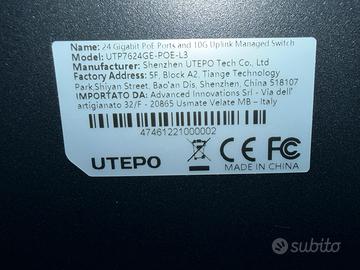 Name: 24 Gigabit PoE Ports and 10G Uplink Managed Switch
Model: UTP7624GE-POE-L3
Manufacturer: Shenzhen UTEPO Tech Co., Ltd
Factory Address: 5F, Block A2, Tiange Technology
Park,Shiyan Street, Bao'an Dis, Shenzhen, China 518107
IMPORTATO DA: Advanced Innovations Srl - Via dell'
artigianato 32/F - 20865 Usmate Velate MB - Italy
47461221000002
UTEPO
CE FC
MADE IN CHINA
subito